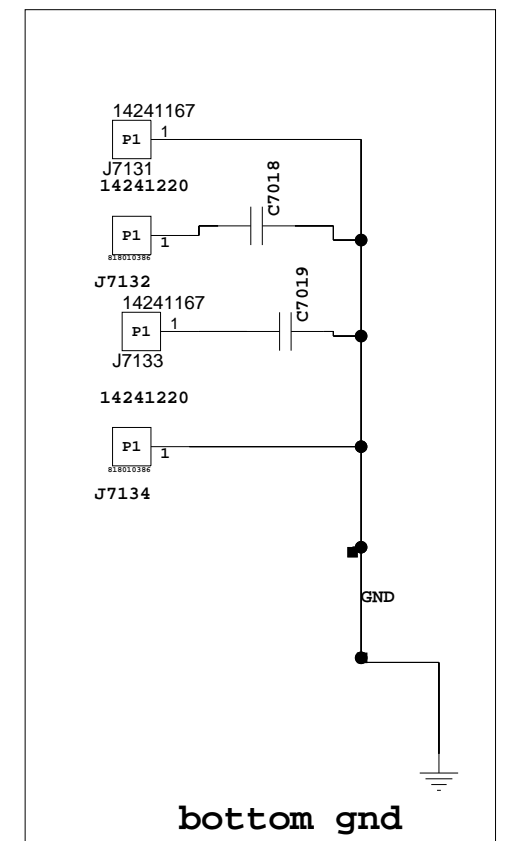 14241167
P1 1
J7131
14241220
C7018
P1 1
818010386
J7132
C7019
14241167
P1 1
J7133
14241220
P1 1
818010386
J7134
GND
bottom gnd